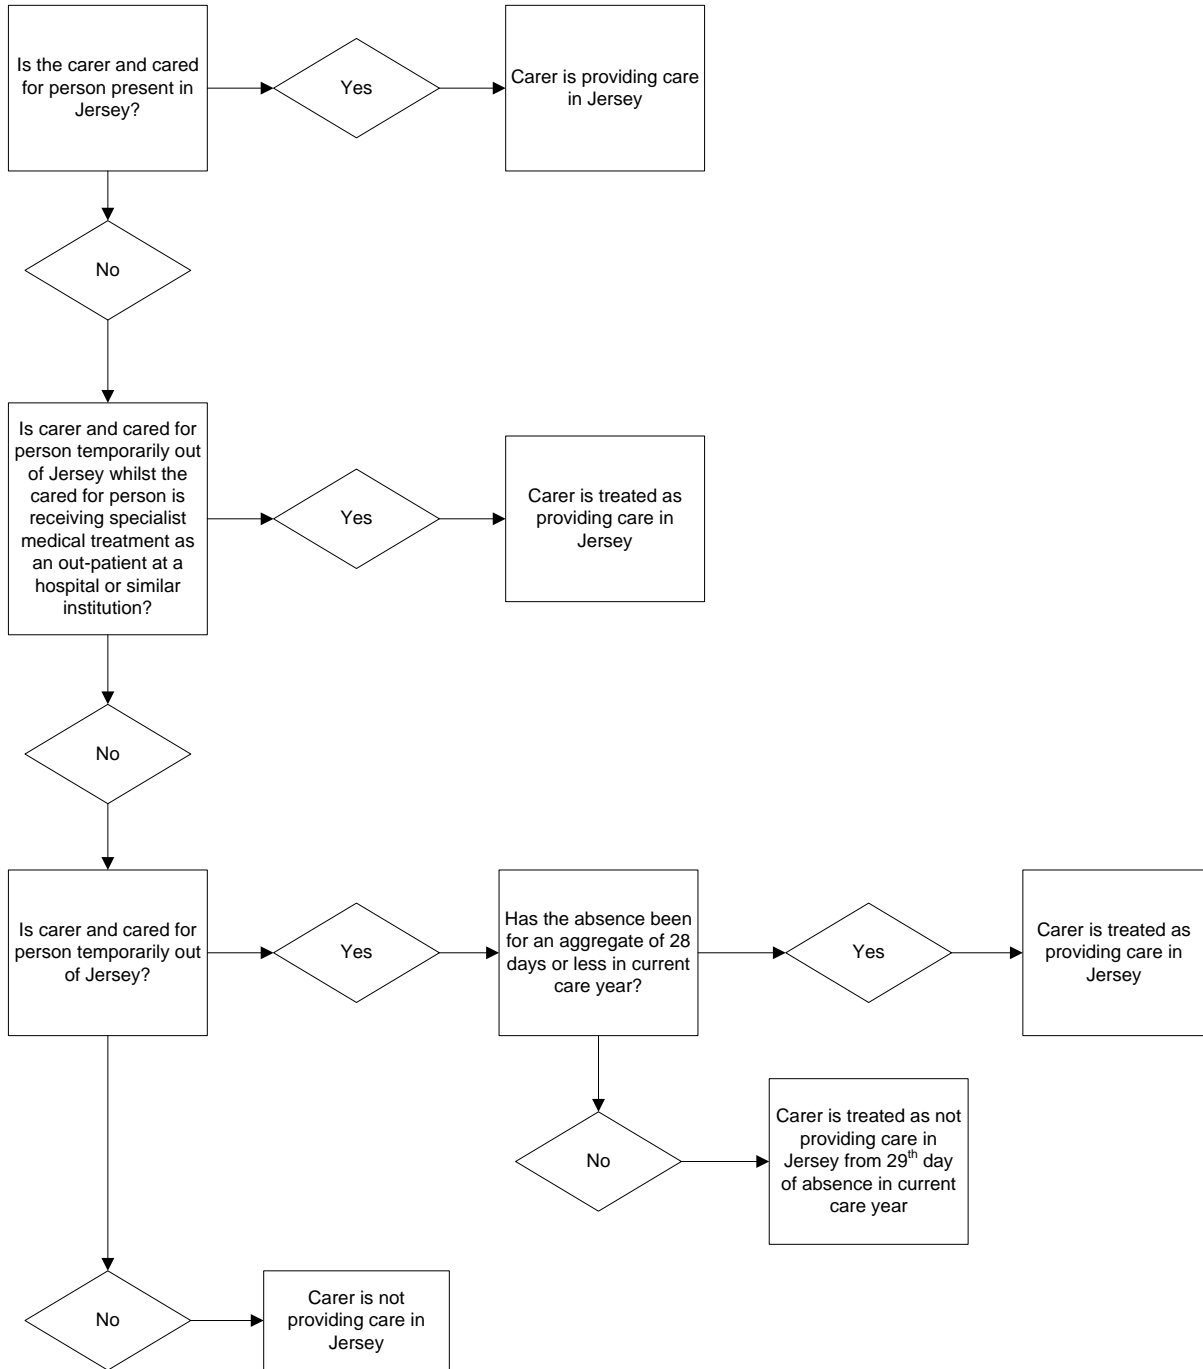 Is the carer and cared
for person present in
Jersey?
Yes
Carer is providing care
in Jersey
No
Is carer and cared for
person temporarily out
of Jersey whilst the
cared for person is
receiving specialist
medical treatment as
an out-patient at a
hospital or similar
institution?
Yes
Carer is treated as
providing care in
Jersey
No
Is carer and cared for
person temporarily out
of Jersey?
Yes
Has the absence been
for an aggregate of 28
days or less in current
care year?
Yes
Carer is treated as
providing care in
Jersey
No
Carer is treated as not
providing care in
Jersey from 29th day
of absence in current
care year
No
Carer is not
providing care in
Jersey